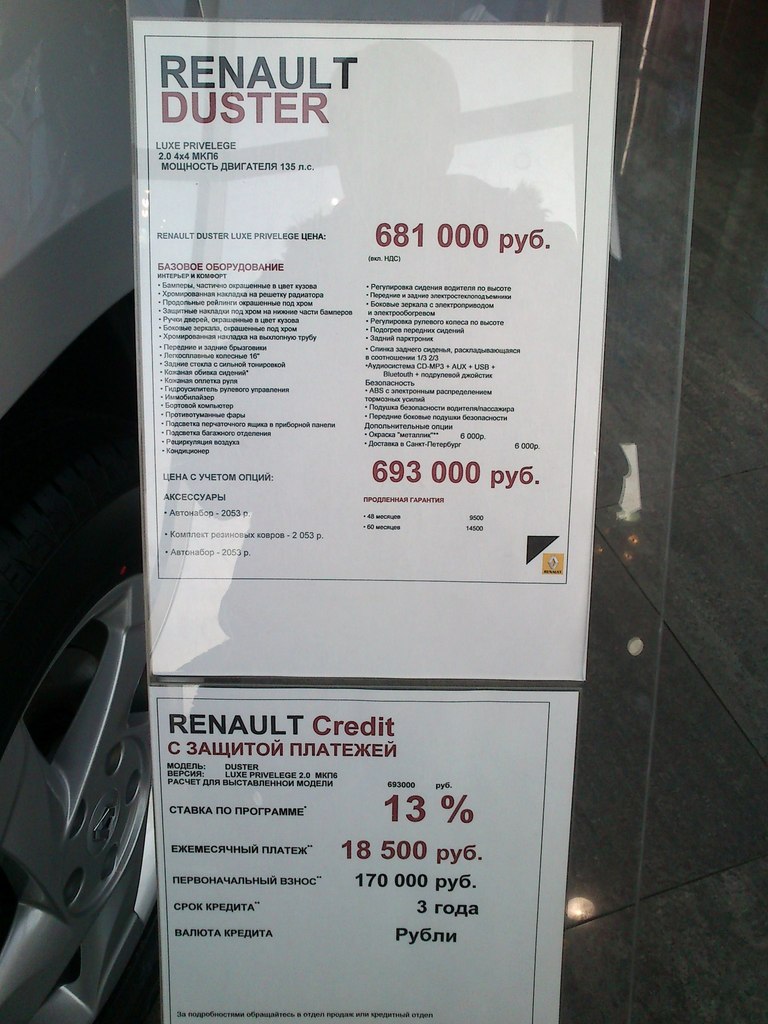 RENAULT
DUSTER
LUXE PRIVELEGE
2.0 4x4 МКП6
МОЩНОСТЬ ДВИГАТЕЛЯ 135 л.с.
RENAULT DUSTER LUXE PRIVELEGE ЦЕНА: 681 000 руб.
(вкл. НДС)
БАЗОВОЕ ОБОРУДОВАНИЕ
ИНТЕРЬЕР И КОМФОРТ
• Бамперы, частично окрашенные в цвет кузова
• Хромированная накладка на решетку радиатора
• Продольные рейлинги окрашенные под хром
• Защитные накладки под хром на нижние части бамперов
• Ручки дверей, окрашенные в цвет кузова
• Боковые зеркала, окрашенные под хром
• Хромированная накладка на выхлопную трубу
• Передние и задние брызговики
• Легкосплавные колесные 16"
• Задние стекла с сильной тонировкой
• Кожаная обивка сидений*
• Кожаная оплетка руля
• Гидроусилитель рулевого управления
• Иммобилайзер
• Бортовой компьютер
• Противотуманные фары
• Подсветка перчаточного ящика в приборной панели
• Подсветка багажного отделения
• Рециркуляция воздуха
• Кондиционер
• Регулировка сидения водителя по высоте
• Передние и задние электростеклоподъемники
• Боковые зеркала с электроприводом
и электрообогревом
• Регулировка рулевого колеса по высоте
• Подогрев передних сидений
• Задний парктроник
• Спинка заднего сиденья, раскладывающаяся
в соотношении 1/3 2/3
•Аудиосистема CD-MP3 + AUX + USB +
Bluetouth + подрулевой джойстик
Безопасность
• ABS с электронным распределением
тормозных усилий
• Подушка безопасности водителя/пассажира
• Передние боковые подушки безопасности
Дополнительные опции
• Окраска "металлик"** 6 000р.
• Доставка в Санкт-Петербург 6 000р.
ЦЕНА С УЧЕТОМ ОПЦИЙ: 693 000 руб.
АКСЕССУАРЫ
• Автонабор - 2053 р.
• Комплект резиновых ковров - 2 053 р.
• Автонабор - 2053 р.
ПРОДЛЕННАЯ ГАРАНТИЯ
• 48 месяцев 9500
• 60 месяцев 14500
RENAULT
RENAULT Credit
С ЗАЩИТОЙ ПЛАТЕЖЕЙ
МОДЕЛЬ: DUSTER
ВЕРСИЯ: LUXE PRIVELEGE 2.0 МКП6
РАСЧЕТ ДЛЯ ВЫСТАВЛЕННОЙ МОДЕЛИ 693000 руб.
СТАВКА ПО ПРОГРАММЕ* 13 %
ЕЖЕМЕСЯЧНЫЙ ПЛАТЕЖ** 18 500 руб.
ПЕРВОНАЧАЛЬНЫЙ ВЗНОС** 170 000 руб.
СРОК КРЕДИТА** 3 года
ВАЛЮТА КРЕДИТА Рубли
За подробностями обращайтесь в отдел продаж или кредитный отдел